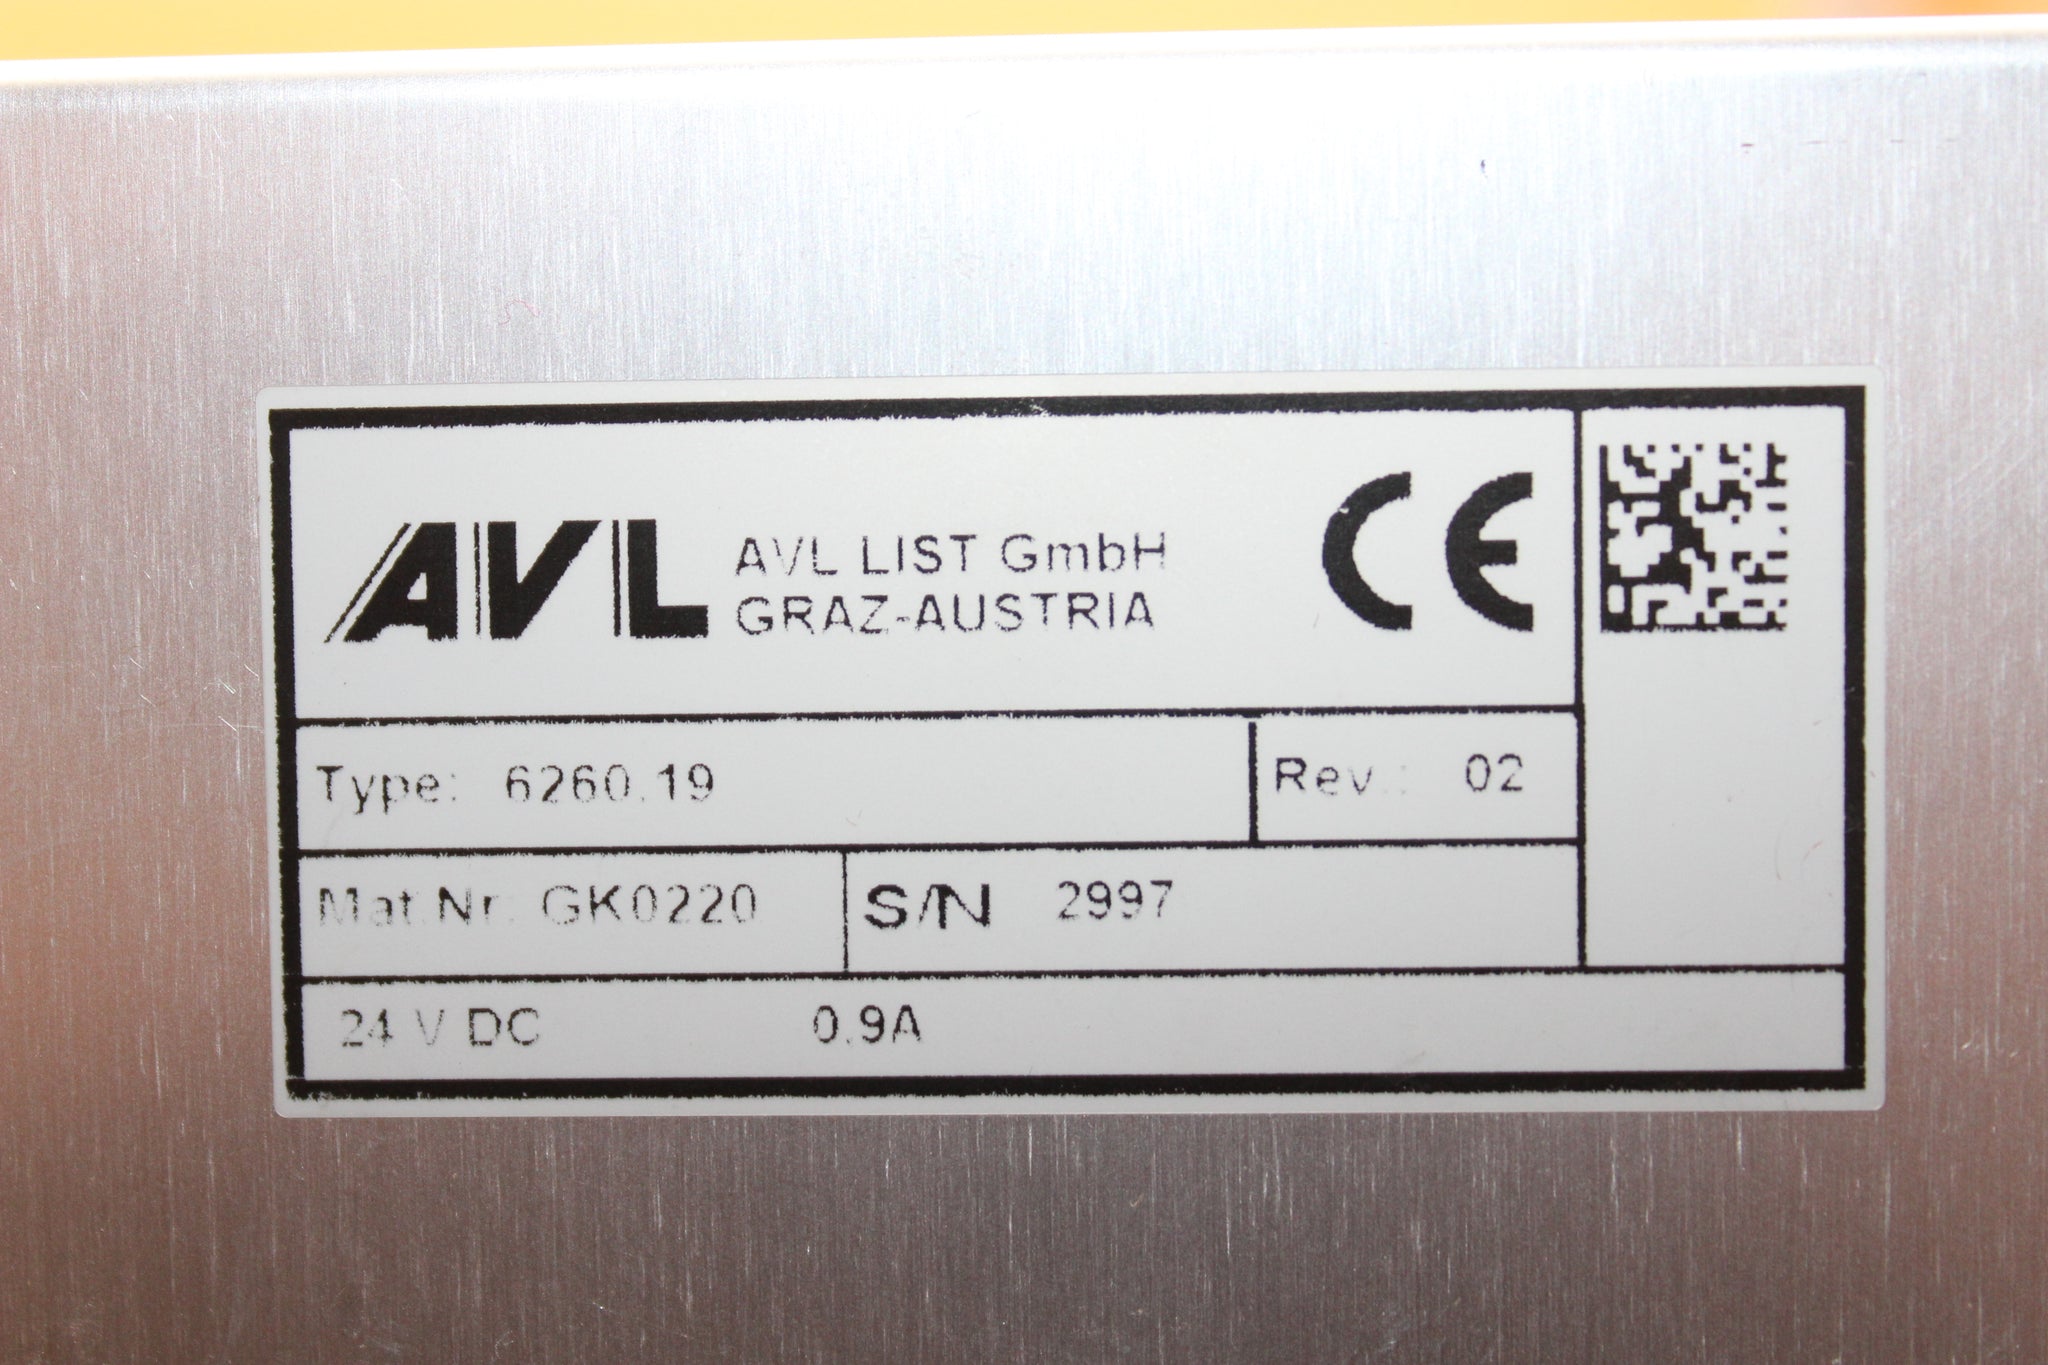 AVL AVL LIST GmbH
GRAZ-AUSTRIA
CE
Type: 6260.19 Rev.: 02
Mat.Nr. GK0220 S/N 2997
24 V DC 0.9A